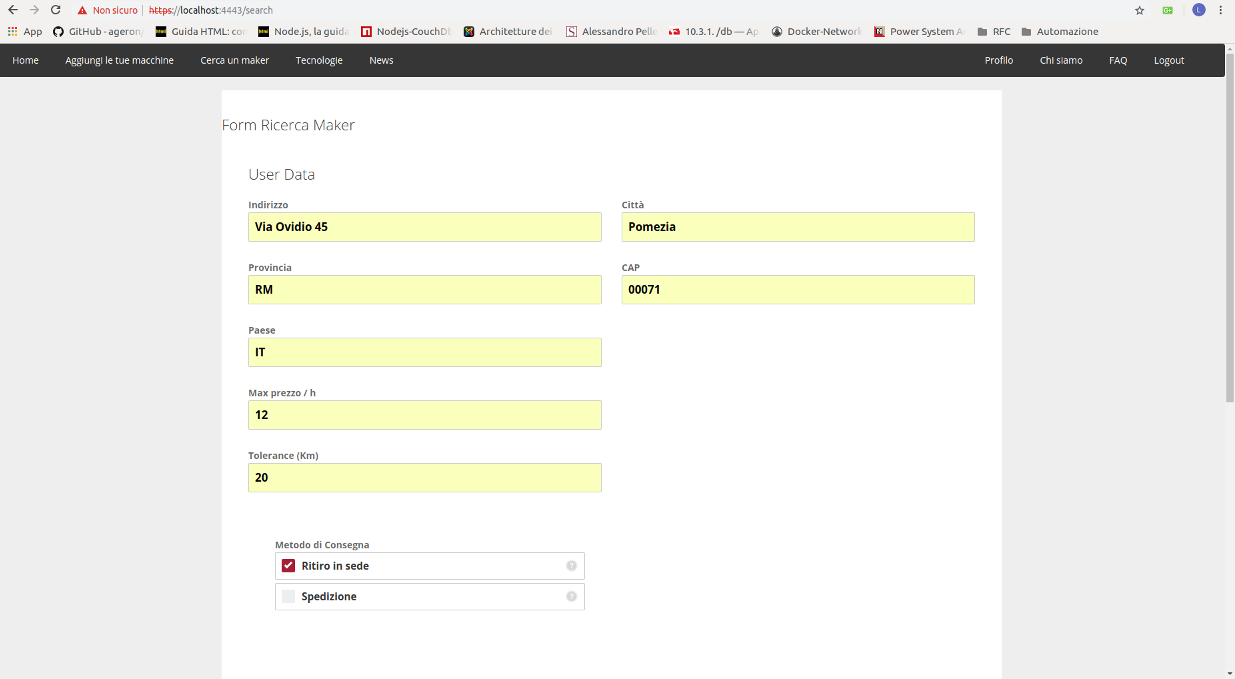 Non sicuro https://localhost:4443/search
App GitHub - ageron/ Guida HTML: co Node.js, la guida Nodejs-CouchD Architetture dei Alessandro Pelle 10.3.1. /db — Ap Docker-Network Power System A RFC Automazione
Home Aggiungi le tue macchine Cerca un maker Tecnologie News Profilo Chi siamo FAQ Logout
Form Ricerca Maker
User Data
Indirizzo Città
Via Ovidio 45 Pomezia
Provincia CAP
RM 00071
Paese
IT
Max prezzo / h
12
Tolerance (Km)
20
Metodo di Consegna
Ritiro in sede
Spedizione